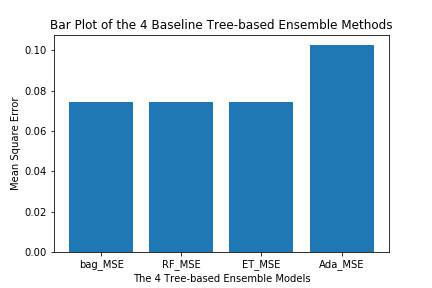 Bar Plot of the 4 Baseline Tree-based Ensemble Methods
0.10
0.08
0.06
0.04
0.02
0.00
Mean Square Error
bag_MSE RF_MSE ET_MSE Ada_MSE
The 4 Tree-based Ensemble Models